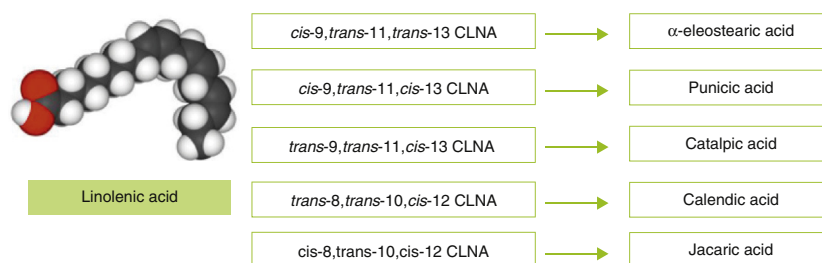 cis-9,trans-11,trans-13 CLNA
α-eleostearic acid
cis-9,trans-11,cis-13 CLNA
Punicic acid
trans-9,trans-11,cis-13 CLNA
Catalpic acid
Linolenic acid
trans-8,trans-10,cis-12 CLNA
Calendic acid
cis-8,trans-10,cis-12 CLNA
Jacaric acid